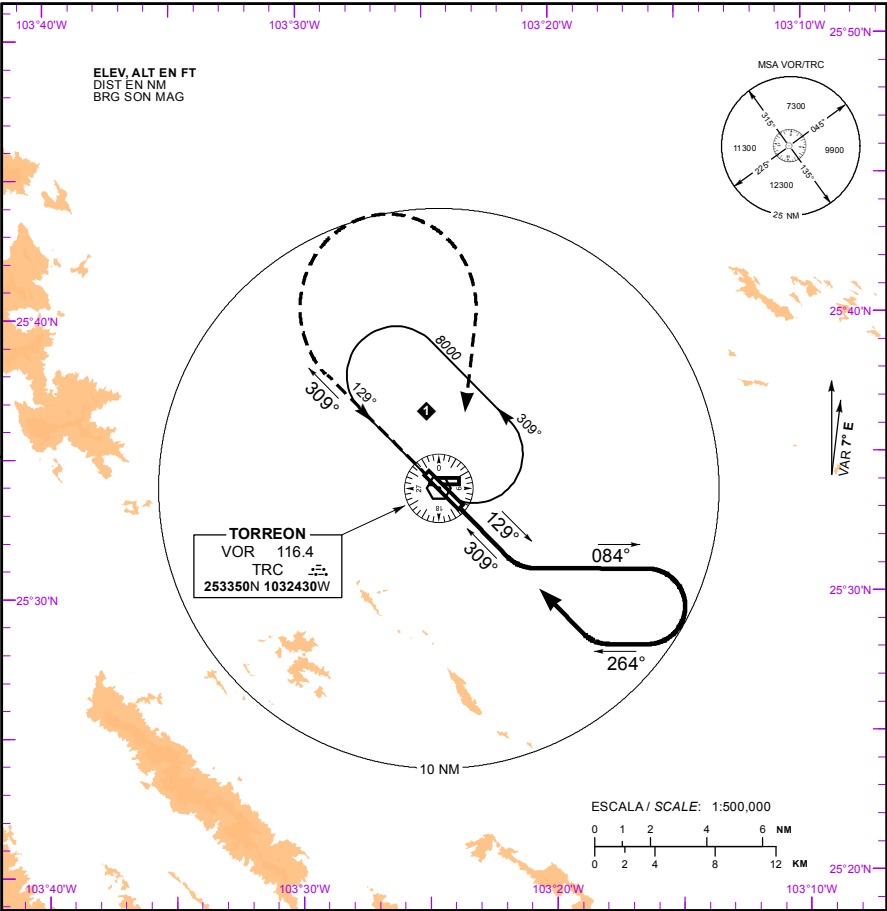 103°40'W
103°30'W
103°20'W
103°10'W
25°50'N
ELEV, ALT EN FT
DIST EN NM
BRG SON MAG
MSA VOR/TRC
7300
315°
045°
11300
9900
225°
135°
12300
25 NM
25°40'N
25°40'N
8000
309°
129°
1
309°
VAR 7° E
0
27
9
18
TORREON
VOR 116.4
TRC
253350N 1032430W
129°
309°
084°
264°
25°30'N
25°30'N
10 NM
ESCALA / SCALE: 1:500,000
0 1 2 4 6 NM
0 2 4 8 12 KM
25°20'N
103°40'W
103°30'W
103°20'W
103°10'W